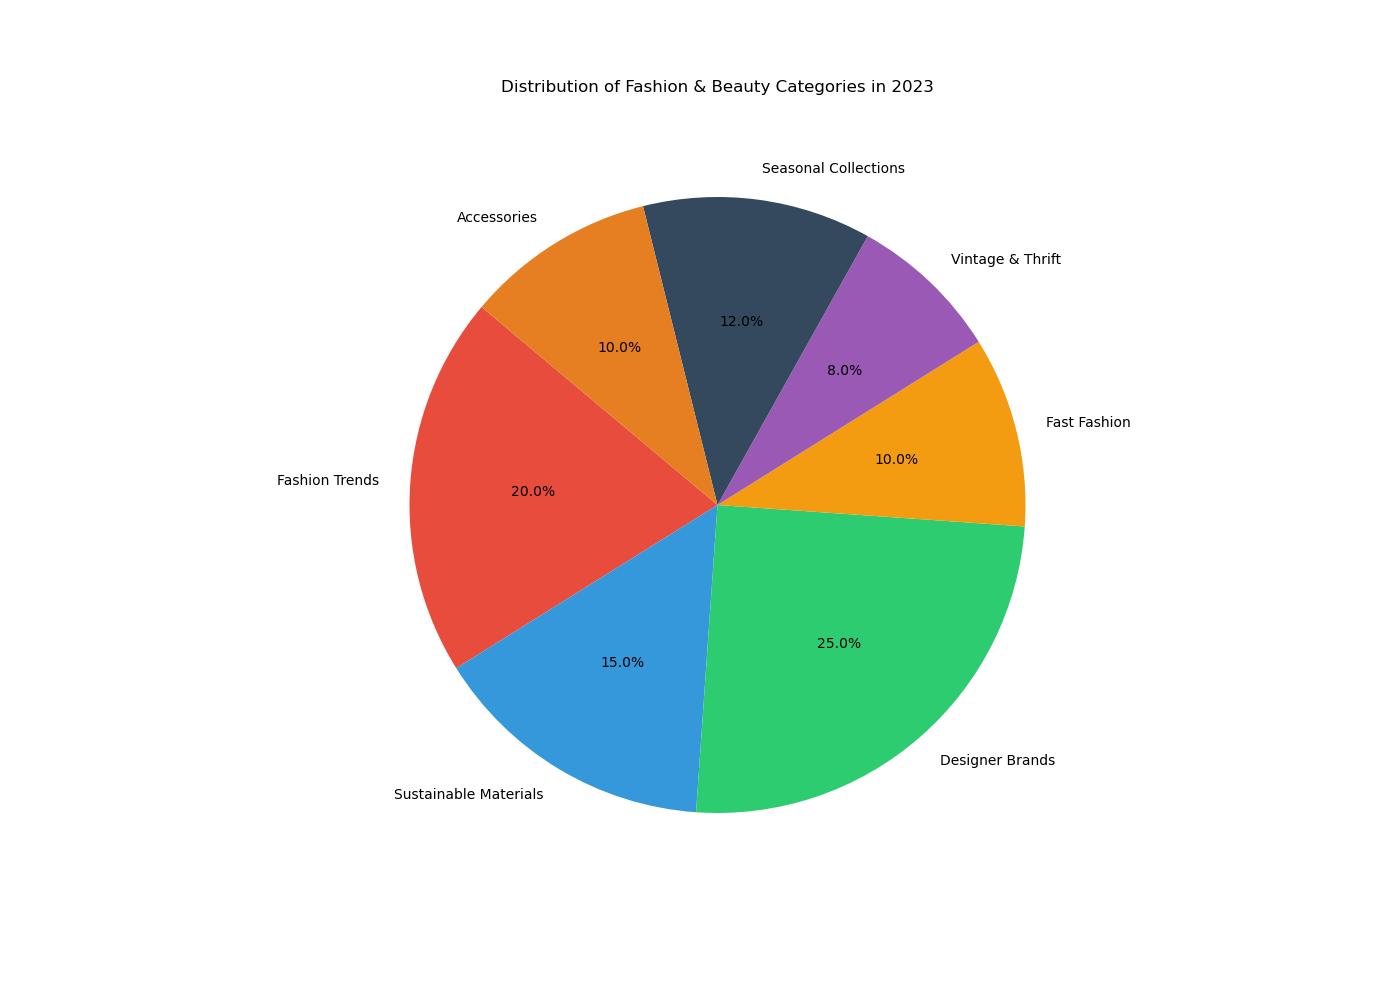 Distribution of Fashion & Beauty Categories in 2023
Seasonal Collections
Accessories
Vintage & Thrift
12.0%
10.0%
8.0%
Fast Fashion
10.0%
Fashion Trends
20.0%
25.0%
15.0%
Designer Brands
Sustainable Materials